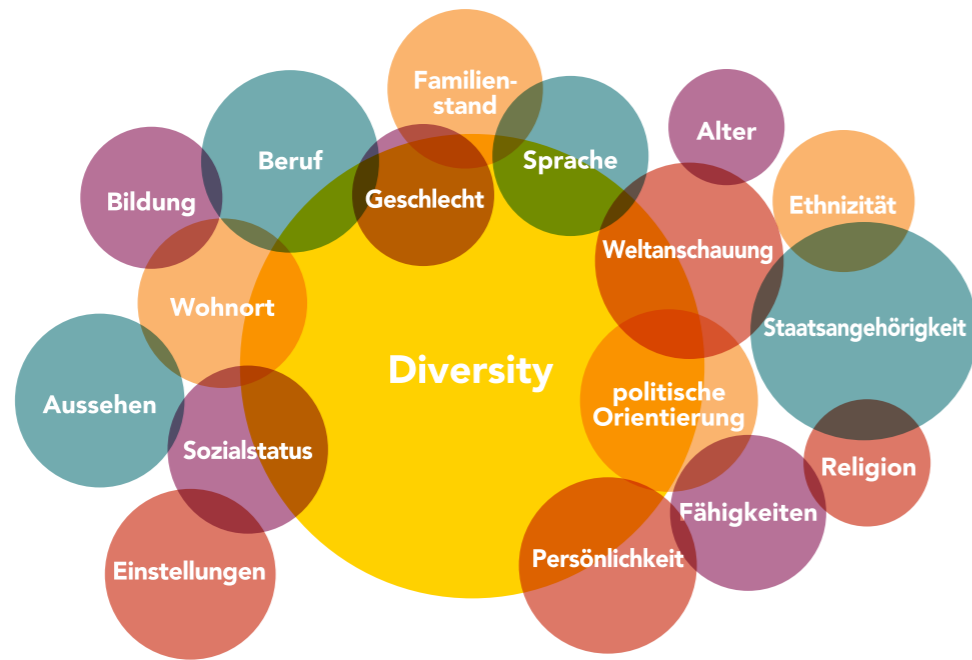 Familien-
stand
Alter
Beruf
Sprache
Bildung
Geschlecht
Ethnizität
Weltanschauung
Wohnort
Staatsangehörigkeit
Diversity
politische
Orientierung
Aussehen
Sozialstatus
Religion
Fähigkeiten
Persönlichkeit
Einstellungen